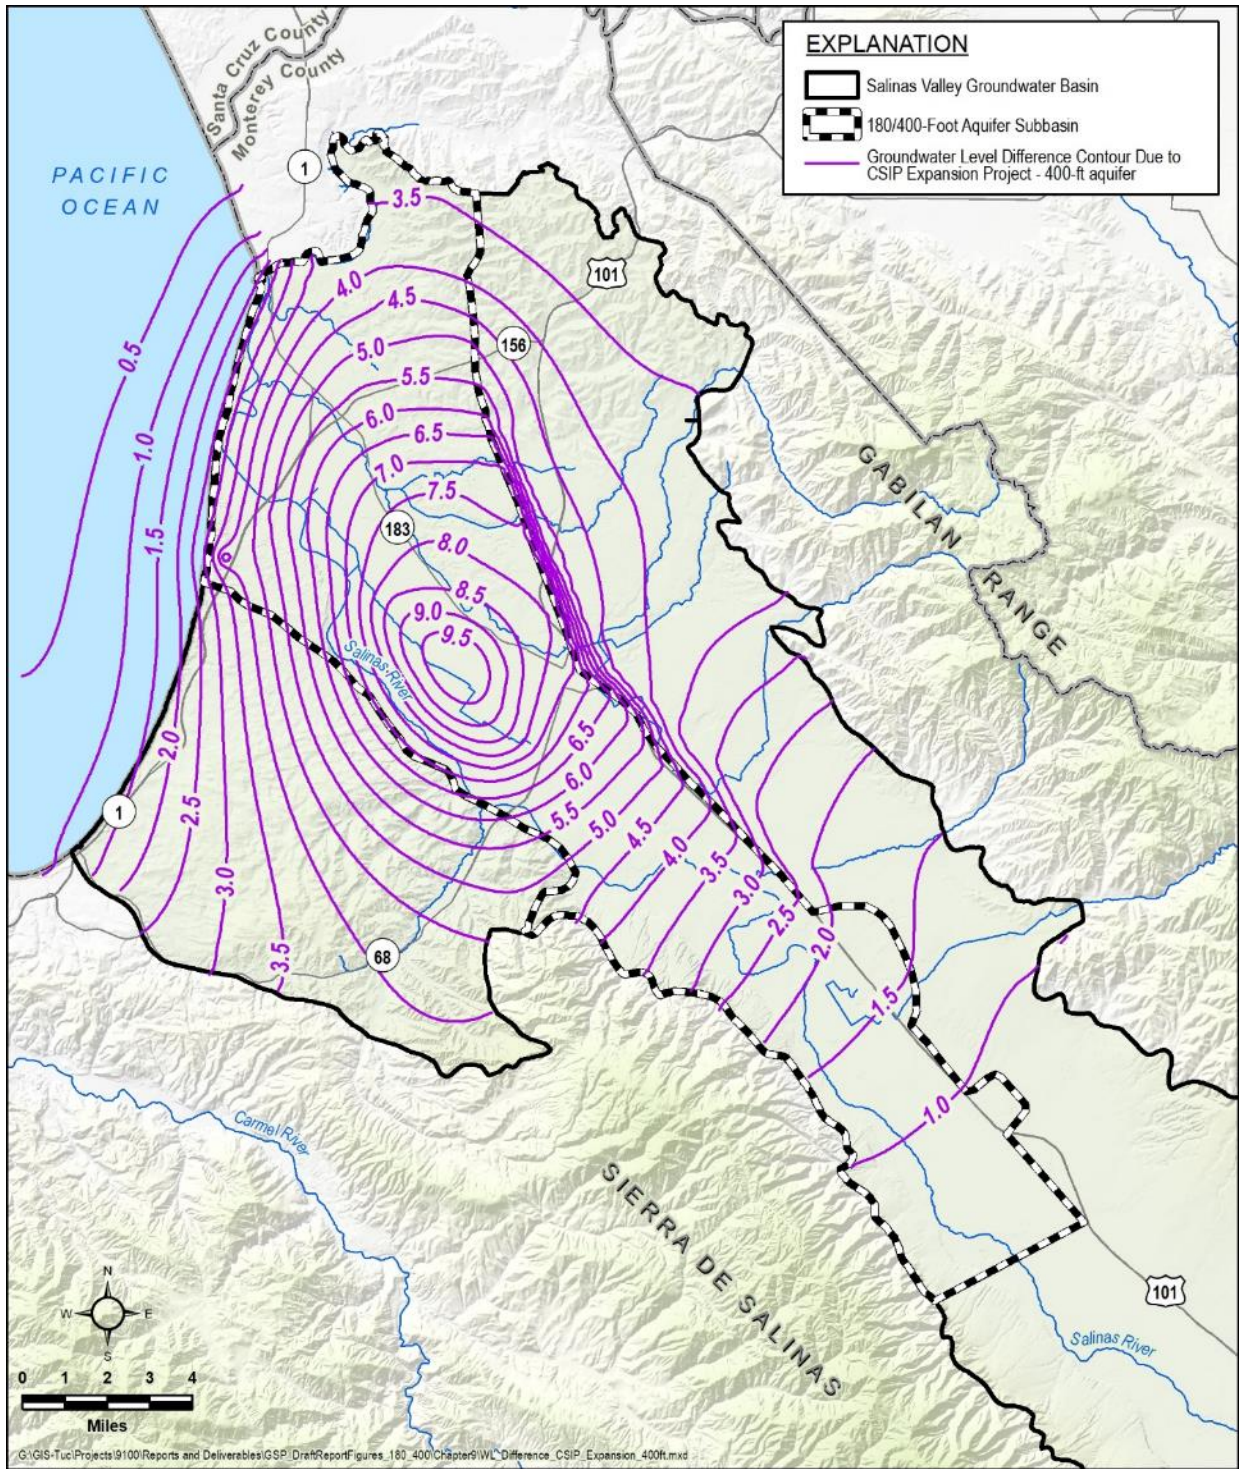 EXPLANATION
Salinas Valley Groundwater Basin
180/400-Foot Aquifer Subbasin
Groundwater Level Difference Contour Due to
CSIP Expansion Project - 400-ft aquifer
Santa Cruz County
Monterey County
PACIFIC
OCEAN
1
3.5
101
4.0
4.5
156
5.0
0.5
5.5
6.0
6.5
1.0
7.0
7.5
GABILAN
RANGE
1.5
183
8.0
8.5
9.0
9.5
Salinas River
2.0
6.5
6.0
1
2.5
5.5
5.0
4.5
4.0
3.5
3.0
3.0
2.5
2.0
3.5
68
1.5
1.0
Carmel River
SIERRA DE SALINAS
N
W
E
S
101
Salinas River
0 1 2 3 4
Miles
G:\GIS-Tuc\Projects\9100\Reports and Deliverables\GSP_DraftReportFigures_180_400\Chapter9\WL_Difference_CSIP_Expansion_400ft.mxd